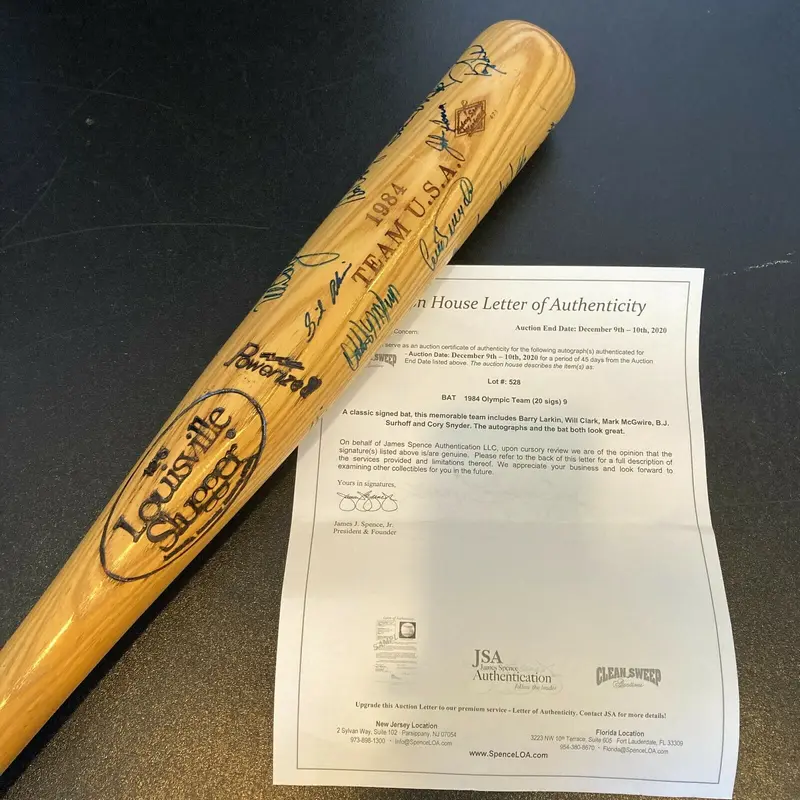 1984
TEAM U.S.A.
Cory Snyder
Powerized
125
Louisville
Slugger
®
n House Letter of Authenticity
Auction End Date: December 9th – 10th, 2020
Concern:
serve as an auction certificate of authenticity for the following autograph(s) authenticated for
- Auction Date: December 9th – 10th, 2020 for a period of 45 days from the Auction
End Date listed above. The auction house describes the item(s) as:
Lot #: 528
BAT 1984 Olympic Team (20 sigs) 9
A classic signed bat, this memorable team includes Barry Larkin, Will Clark, Mark McGwire, B.J.
Surhoff and Cory Snyder. The autographs and the bat both look great.
On behalf of James Spence Authentication LLC, upon cursory review we are of the opinion that the
signature(s) listed above is/are genuine. Please refer to the back of this letter for a full description of
the services provided and limitations thereof. We appreciate your business and look forward to
examining other collectibles for you in the future.
Yours in signatures,
James J. Spence, Jr.
President & Founder
JSA
James Spence
Authentication
Follow the leader
CLEAN SWEEP
Auctions
Upgrade this Auction Letter to our premium service - Letter of Authenticity. Contact JSA for more details!
New Jersey Location
2 Sylvan Way, Suite 102 · Parsippany, NJ 07054
973-898-1300 · Info@SpenceLOA.com
Florida Location
3223 NW 10th Terrace, Suite 605 · Fort Lauderdale, FL 33309
· Florida@SpenceLOA.com
www.SpenceLOA.com